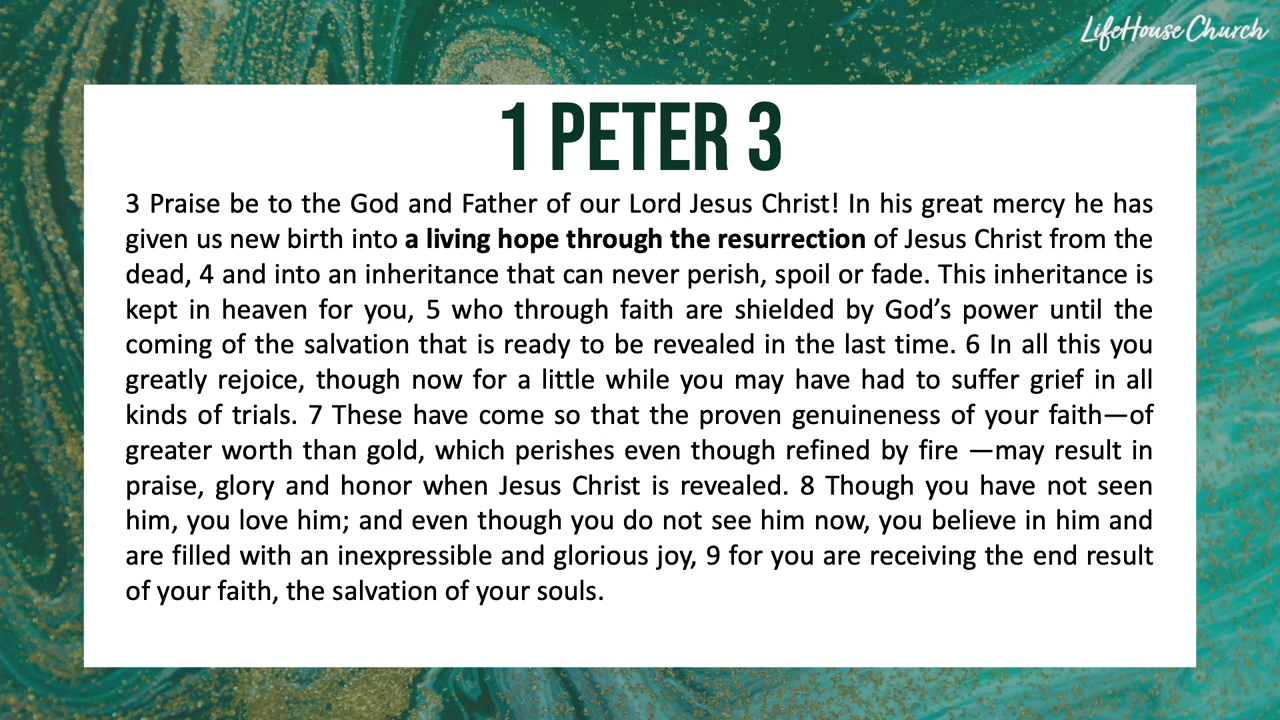 LifeHouse Church
1 PETER 3
3 Praise be to the God and Father of our Lord Jesus Christ! In his great mercy he has
given us new birth into a living hope through the resurrection of Jesus Christ from the
dead, 4 and into an inheritance that can never perish, spoil or fade. This inheritance is
kept in heaven for you, 5 who through faith are shielded by God’s power until the
coming of the salvation that is ready to be revealed in the last time. 6 In all this you
greatly rejoice, though now for a little while you may have had to suffer grief in all
kinds of trials. 7 These have come so that the proven genuineness of your faith—of
greater worth than gold, which perishes even though refined by fire —may result in
praise, glory and honor when Jesus Christ is revealed. 8 Though you have not seen
him, you love him; and even though you do not see him now, you believe in him and
are filled with an inexpressible and glorious joy, 9 for you are receiving the end result
of your faith, the salvation of your souls.